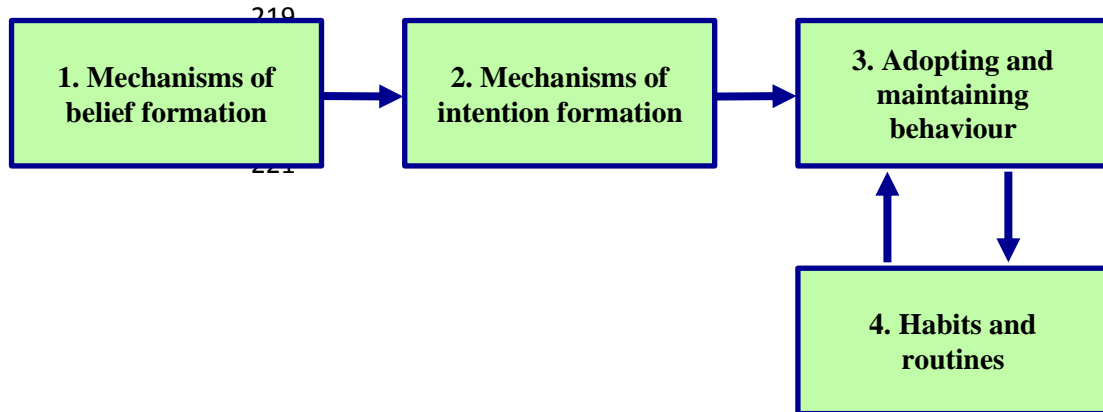 219
1. Mechanisms of
belief formation
2. Mechanisms of
intention formation
3. Adopting and
maintaining
behaviour
221
4. Habits and
routines